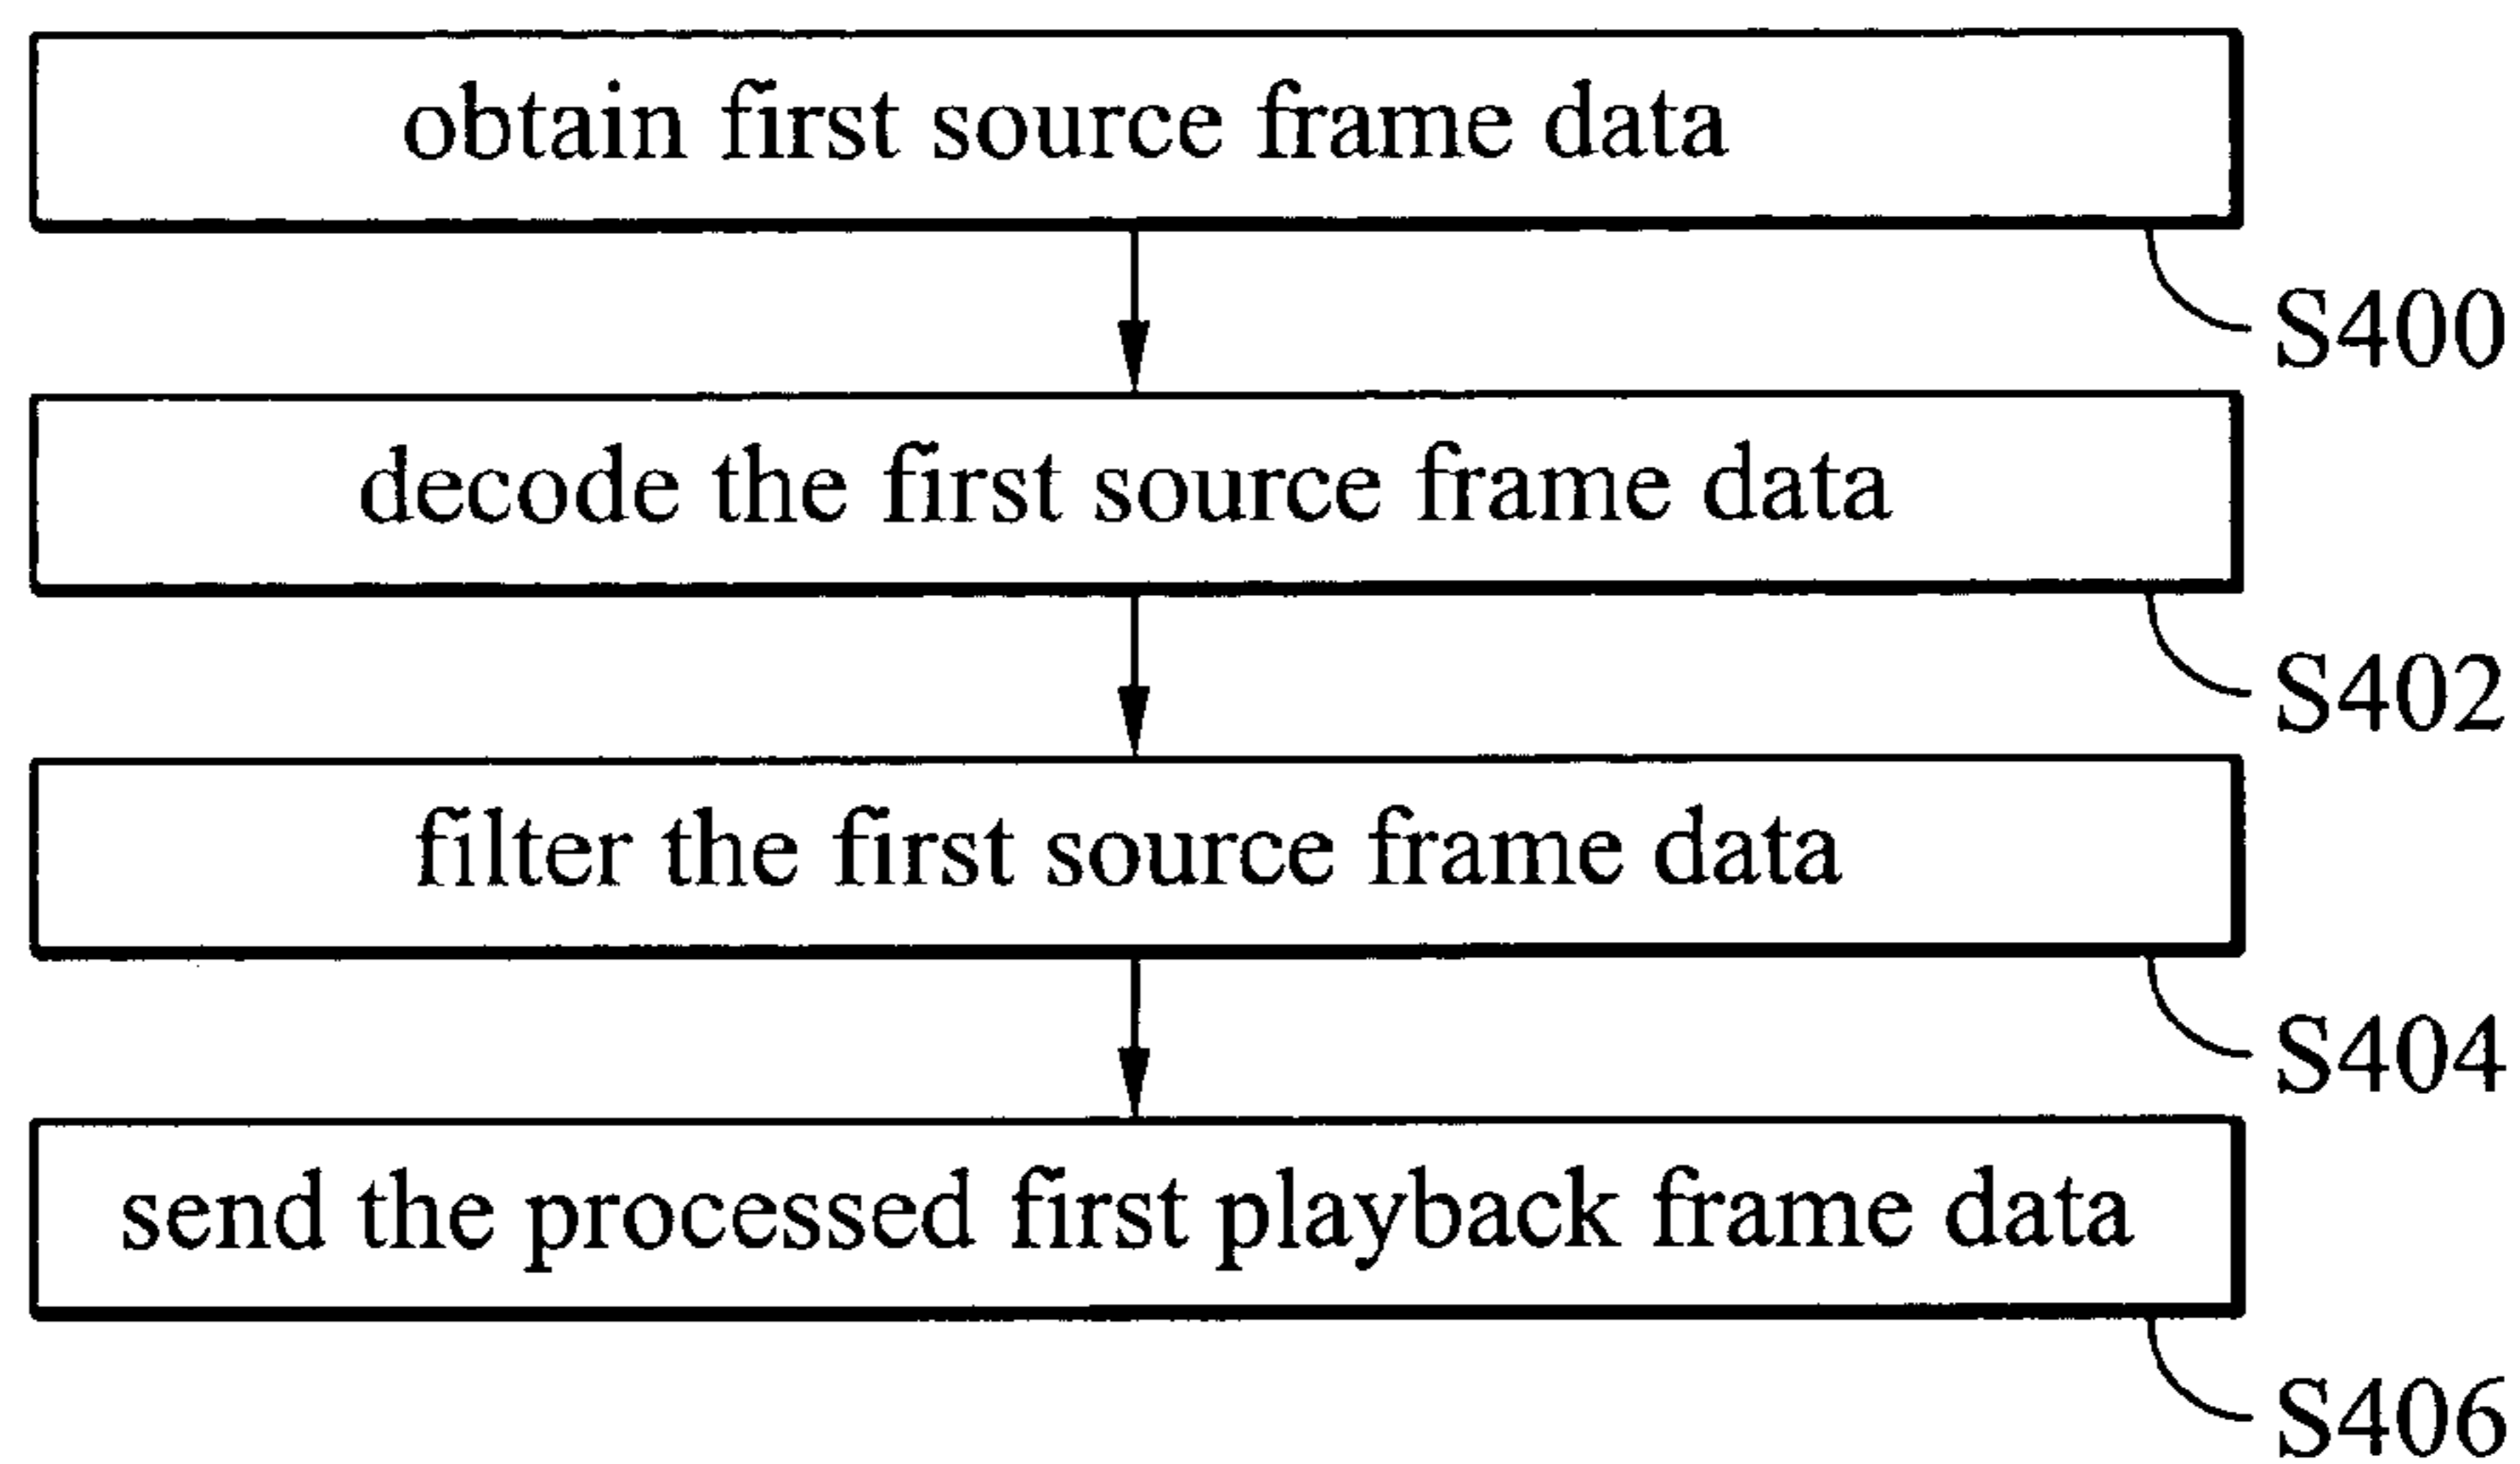 obtain first source frame data
S400
decode the first source frame data
S402
filter the first source frame data
S404
send the processed first playback frame data
S406